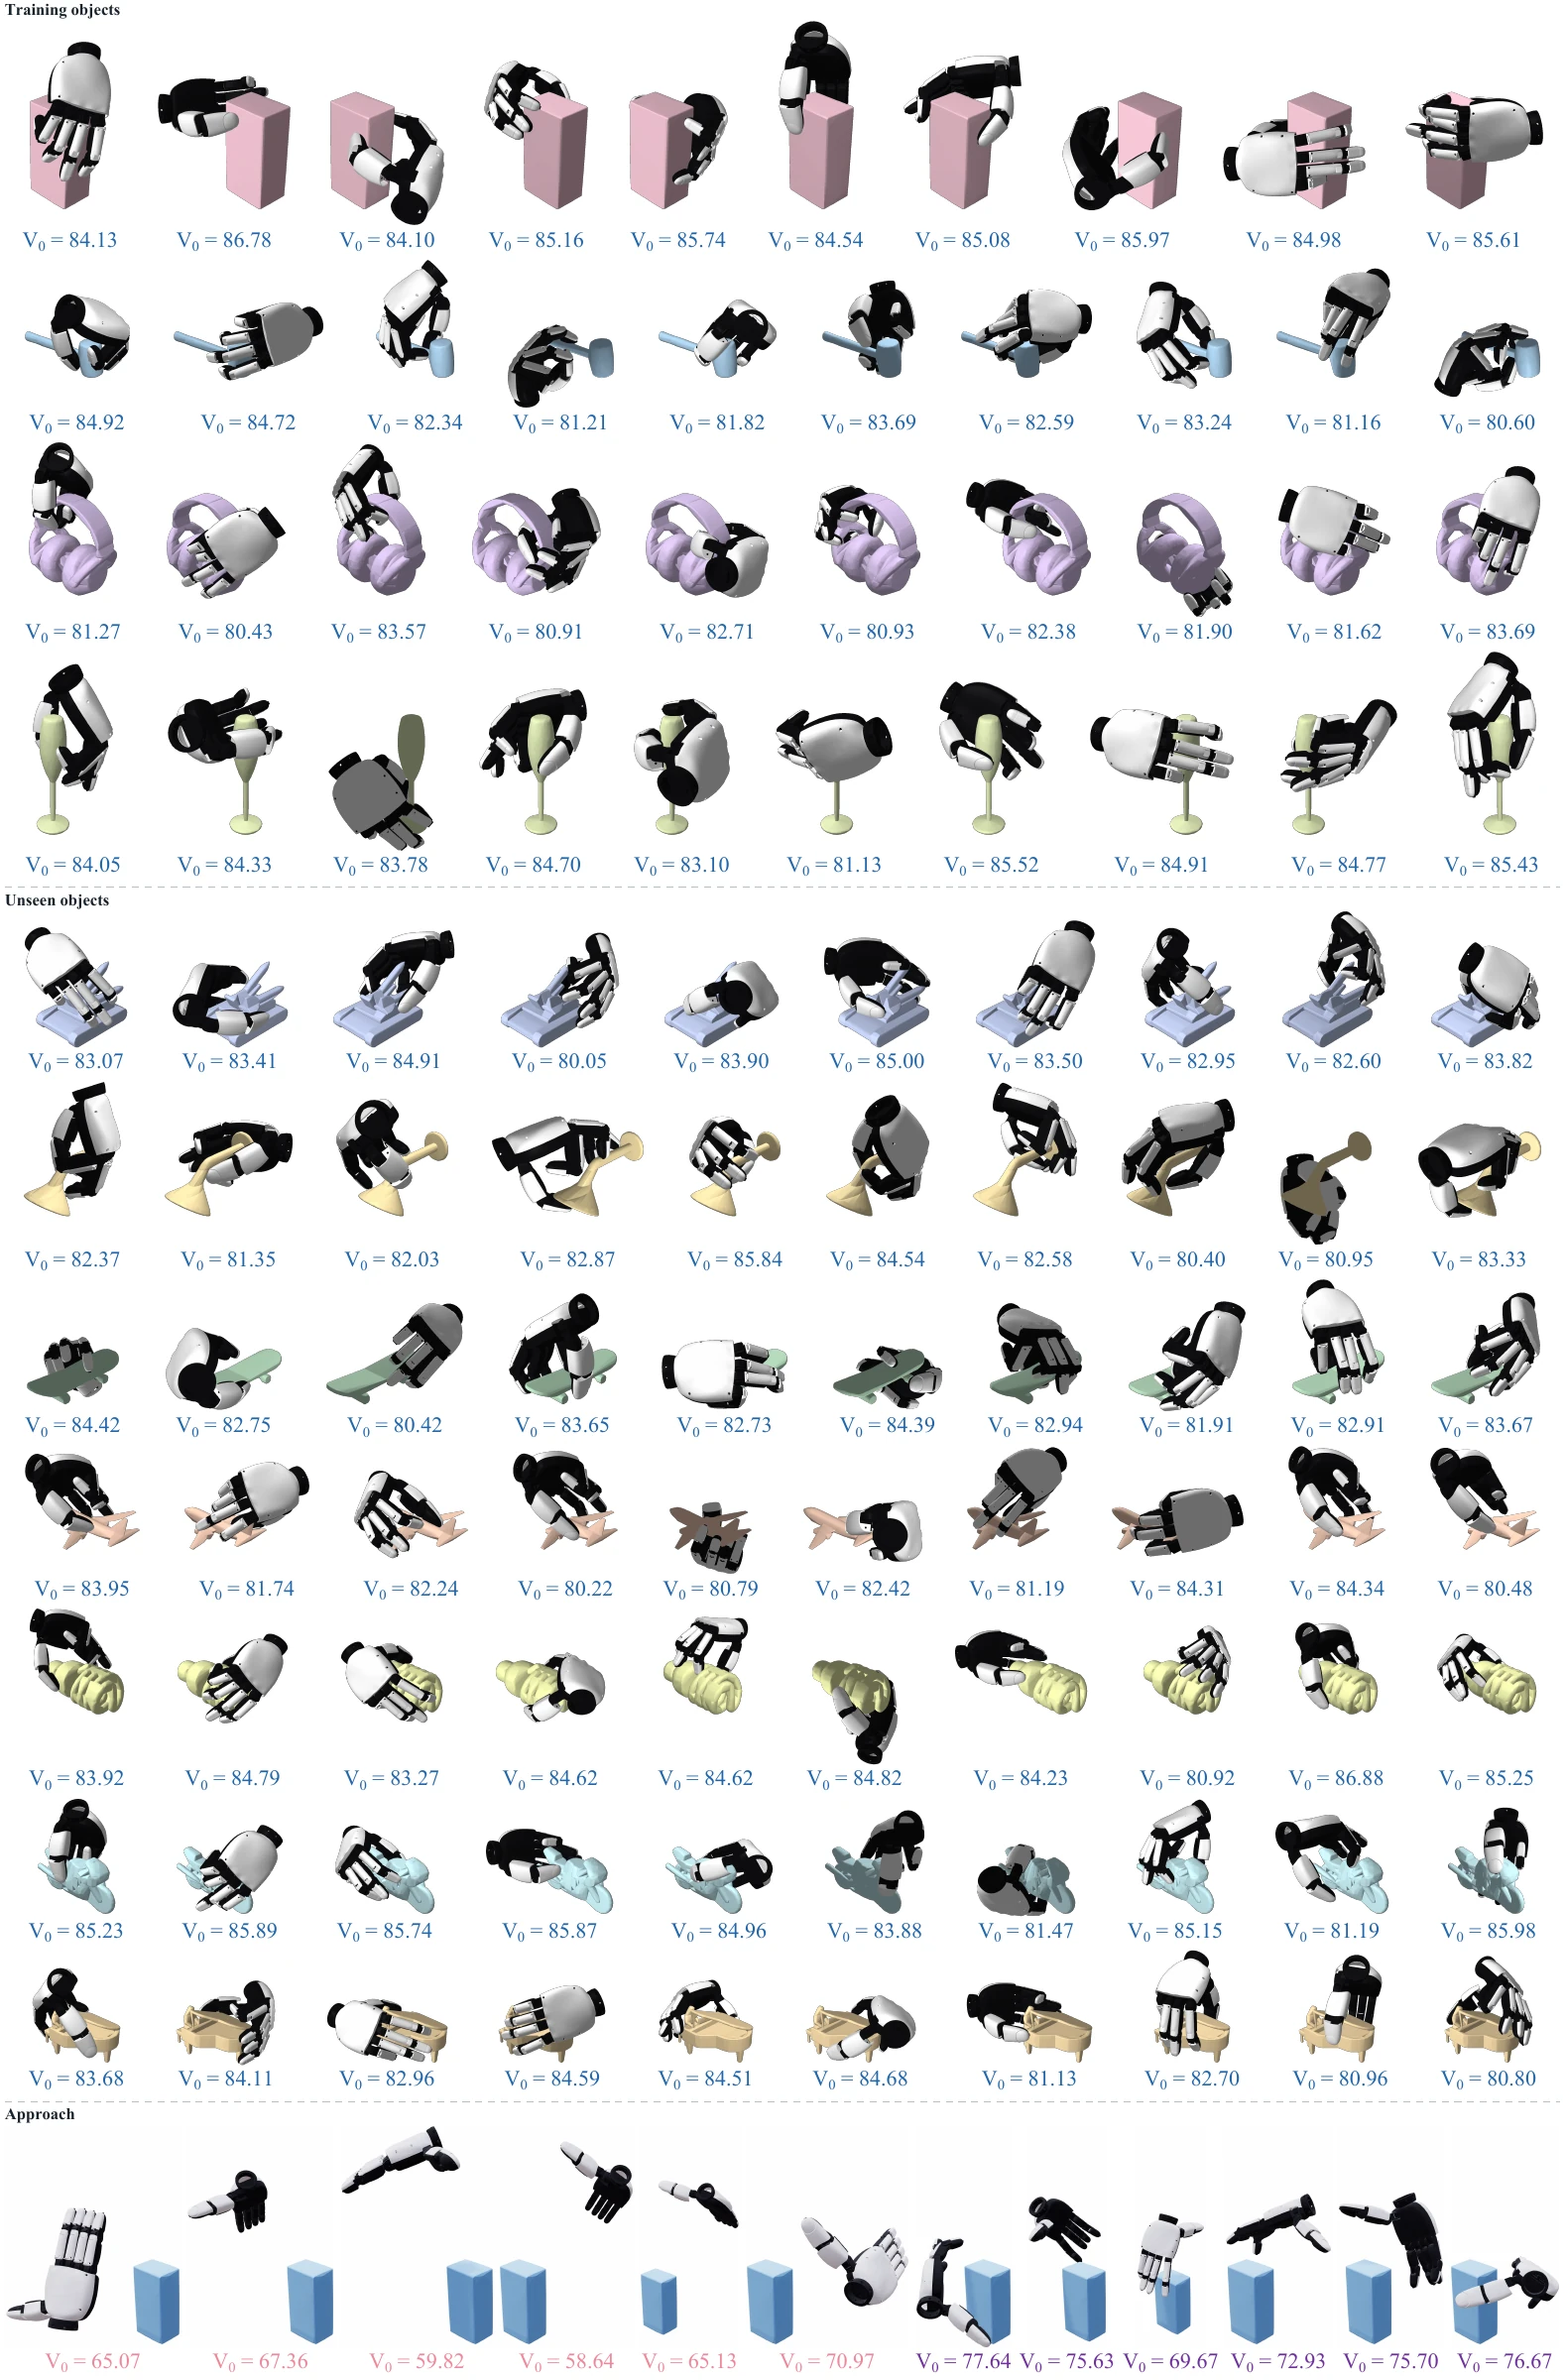 Training objects
V₀ = 84.13 V₀ = 86.78 V₀ = 84.10 V₀ = 85.16 V₀ = 85.74 V₀ = 84.54 V₀ = 85.08 V₀ = 85.97 V₀ = 84.98 V₀ = 85.61
V₀ = 84.92 V₀ = 84.72 V₀ = 82.34 V₀ = 81.21 V₀ = 81.82 V₀ = 83.69 V₀ = 82.59 V₀ = 83.24 V₀ = 81.16 V₀ = 80.60
V₀ = 81.27 V₀ = 80.43 V₀ = 83.57 V₀ = 80.91 V₀ = 82.71 V₀ = 80.93 V₀ = 82.38 V₀ = 81.90 V₀ = 81.62 V₀ = 83.69
V₀ = 84.05 V₀ = 84.33 V₀ = 83.78 V₀ = 84.70 V₀ = 83.10 V₀ = 81.13 V₀ = 85.52 V₀ = 84.91 V₀ = 84.77 V₀ = 85.43
Unseen objects
V₀ = 83.07 V₀ = 83.41 V₀ = 84.91 V₀ = 80.05 V₀ = 83.90 V₀ = 85.00 V₀ = 83.50 V₀ = 82.95 V₀ = 82.60 V₀ = 83.82
V₀ = 82.37 V₀ = 81.35 V₀ = 82.03 V₀ = 82.87 V₀ = 85.84 V₀ = 84.54 V₀ = 82.58 V₀ = 80.40 V₀ = 80.95 V₀ = 83.33
V₀ = 84.42 V₀ = 82.75 V₀ = 80.42 V₀ = 83.65 V₀ = 82.73 V₀ = 84.39 V₀ = 82.94 V₀ = 81.91 V₀ = 82.91 V₀ = 83.67
V₀ = 83.95 V₀ = 81.74 V₀ = 82.24 V₀ = 80.22 V₀ = 80.79 V₀ = 82.42 V₀ = 81.19 V₀ = 84.31 V₀ = 84.34 V₀ = 80.48
V₀ = 83.92 V₀ = 84.79 V₀ = 83.27 V₀ = 84.62 V₀ = 84.62 V₀ = 84.82 V₀ = 84.23 V₀ = 80.92 V₀ = 86.88 V₀ = 85.25
V₀ = 85.23 V₀ = 85.89 V₀ = 85.74 V₀ = 85.87 V₀ = 84.96 V₀ = 83.88 V₀ = 81.47 V₀ = 85.15 V₀ = 81.19 V₀ = 85.98
V₀ = 83.68 V₀ = 84.11 V₀ = 82.96 V₀ = 84.59 V₀ = 84.51 V₀ = 84.68 V₀ = 81.13 V₀ = 82.70 V₀ = 80.96 V₀ = 80.80
Approach
V₀ = 65.07 V₀ = 67.36 V₀ = 59.82 V₀ = 58.64 V₀ = 65.13 V₀ = 70.97 V₀ = 77.64 V₀ = 75.63 V₀ = 69.67 V₀ = 72.93 V₀ = 75.70 V₀ = 76.67